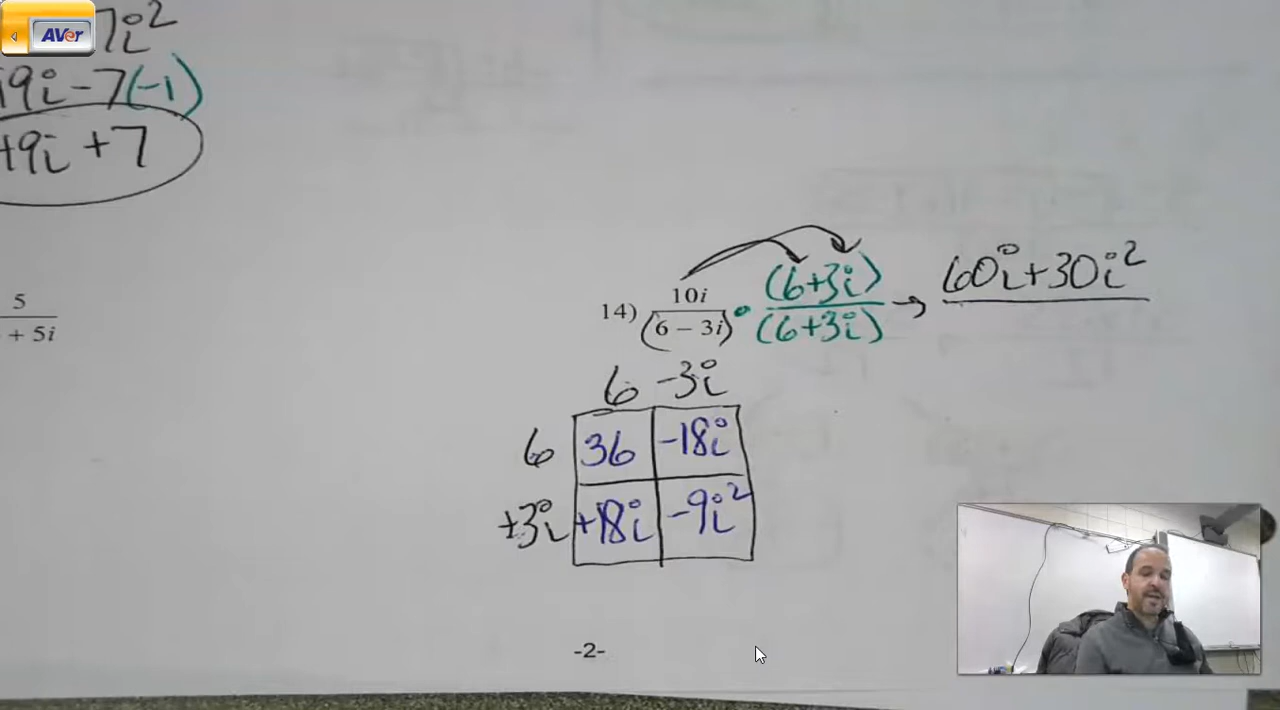 AVer
7i²
19i - 7(-1)
+9i + 7
5
+ 5i
14) 10i / (6 - 3i) • (6+3i) / (6+3i) → 60i+30i²
6 -3i
6 36 -18i
+3i +18i -9i²
-2-